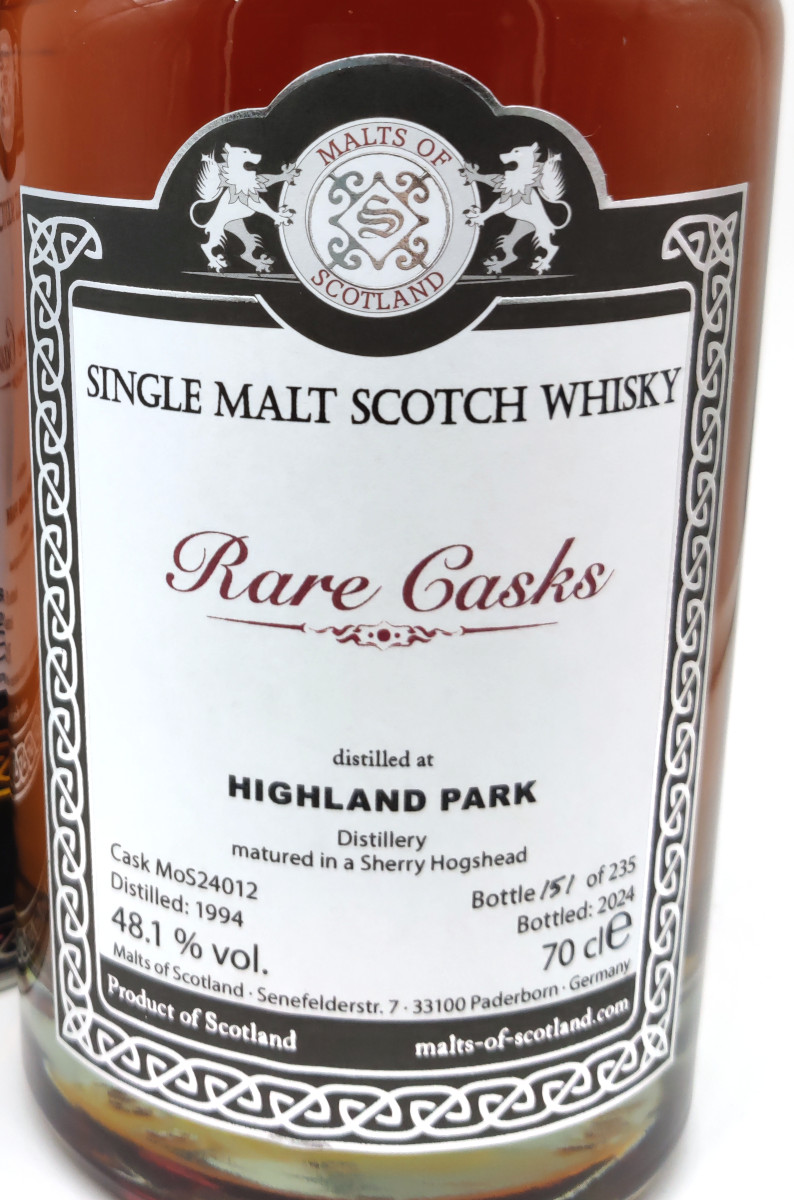 MALTS OF
S
SCOTLAND
SINGLE MALT SCOTCH WHISKY
Rare Casks
distilled at
HIGHLAND PARK
Distillery
matured in a Sherry Hogshead
Cask MoS24012
Distilled: 1994
48.1 % vol.
Bottle 151 of 235
Bottled: 2024
70 cl e
Malts of Scotland · Senefelderstr. 7 · 33100 Paderborn · Germany
Product of Scotland
malts-of-scotland.com